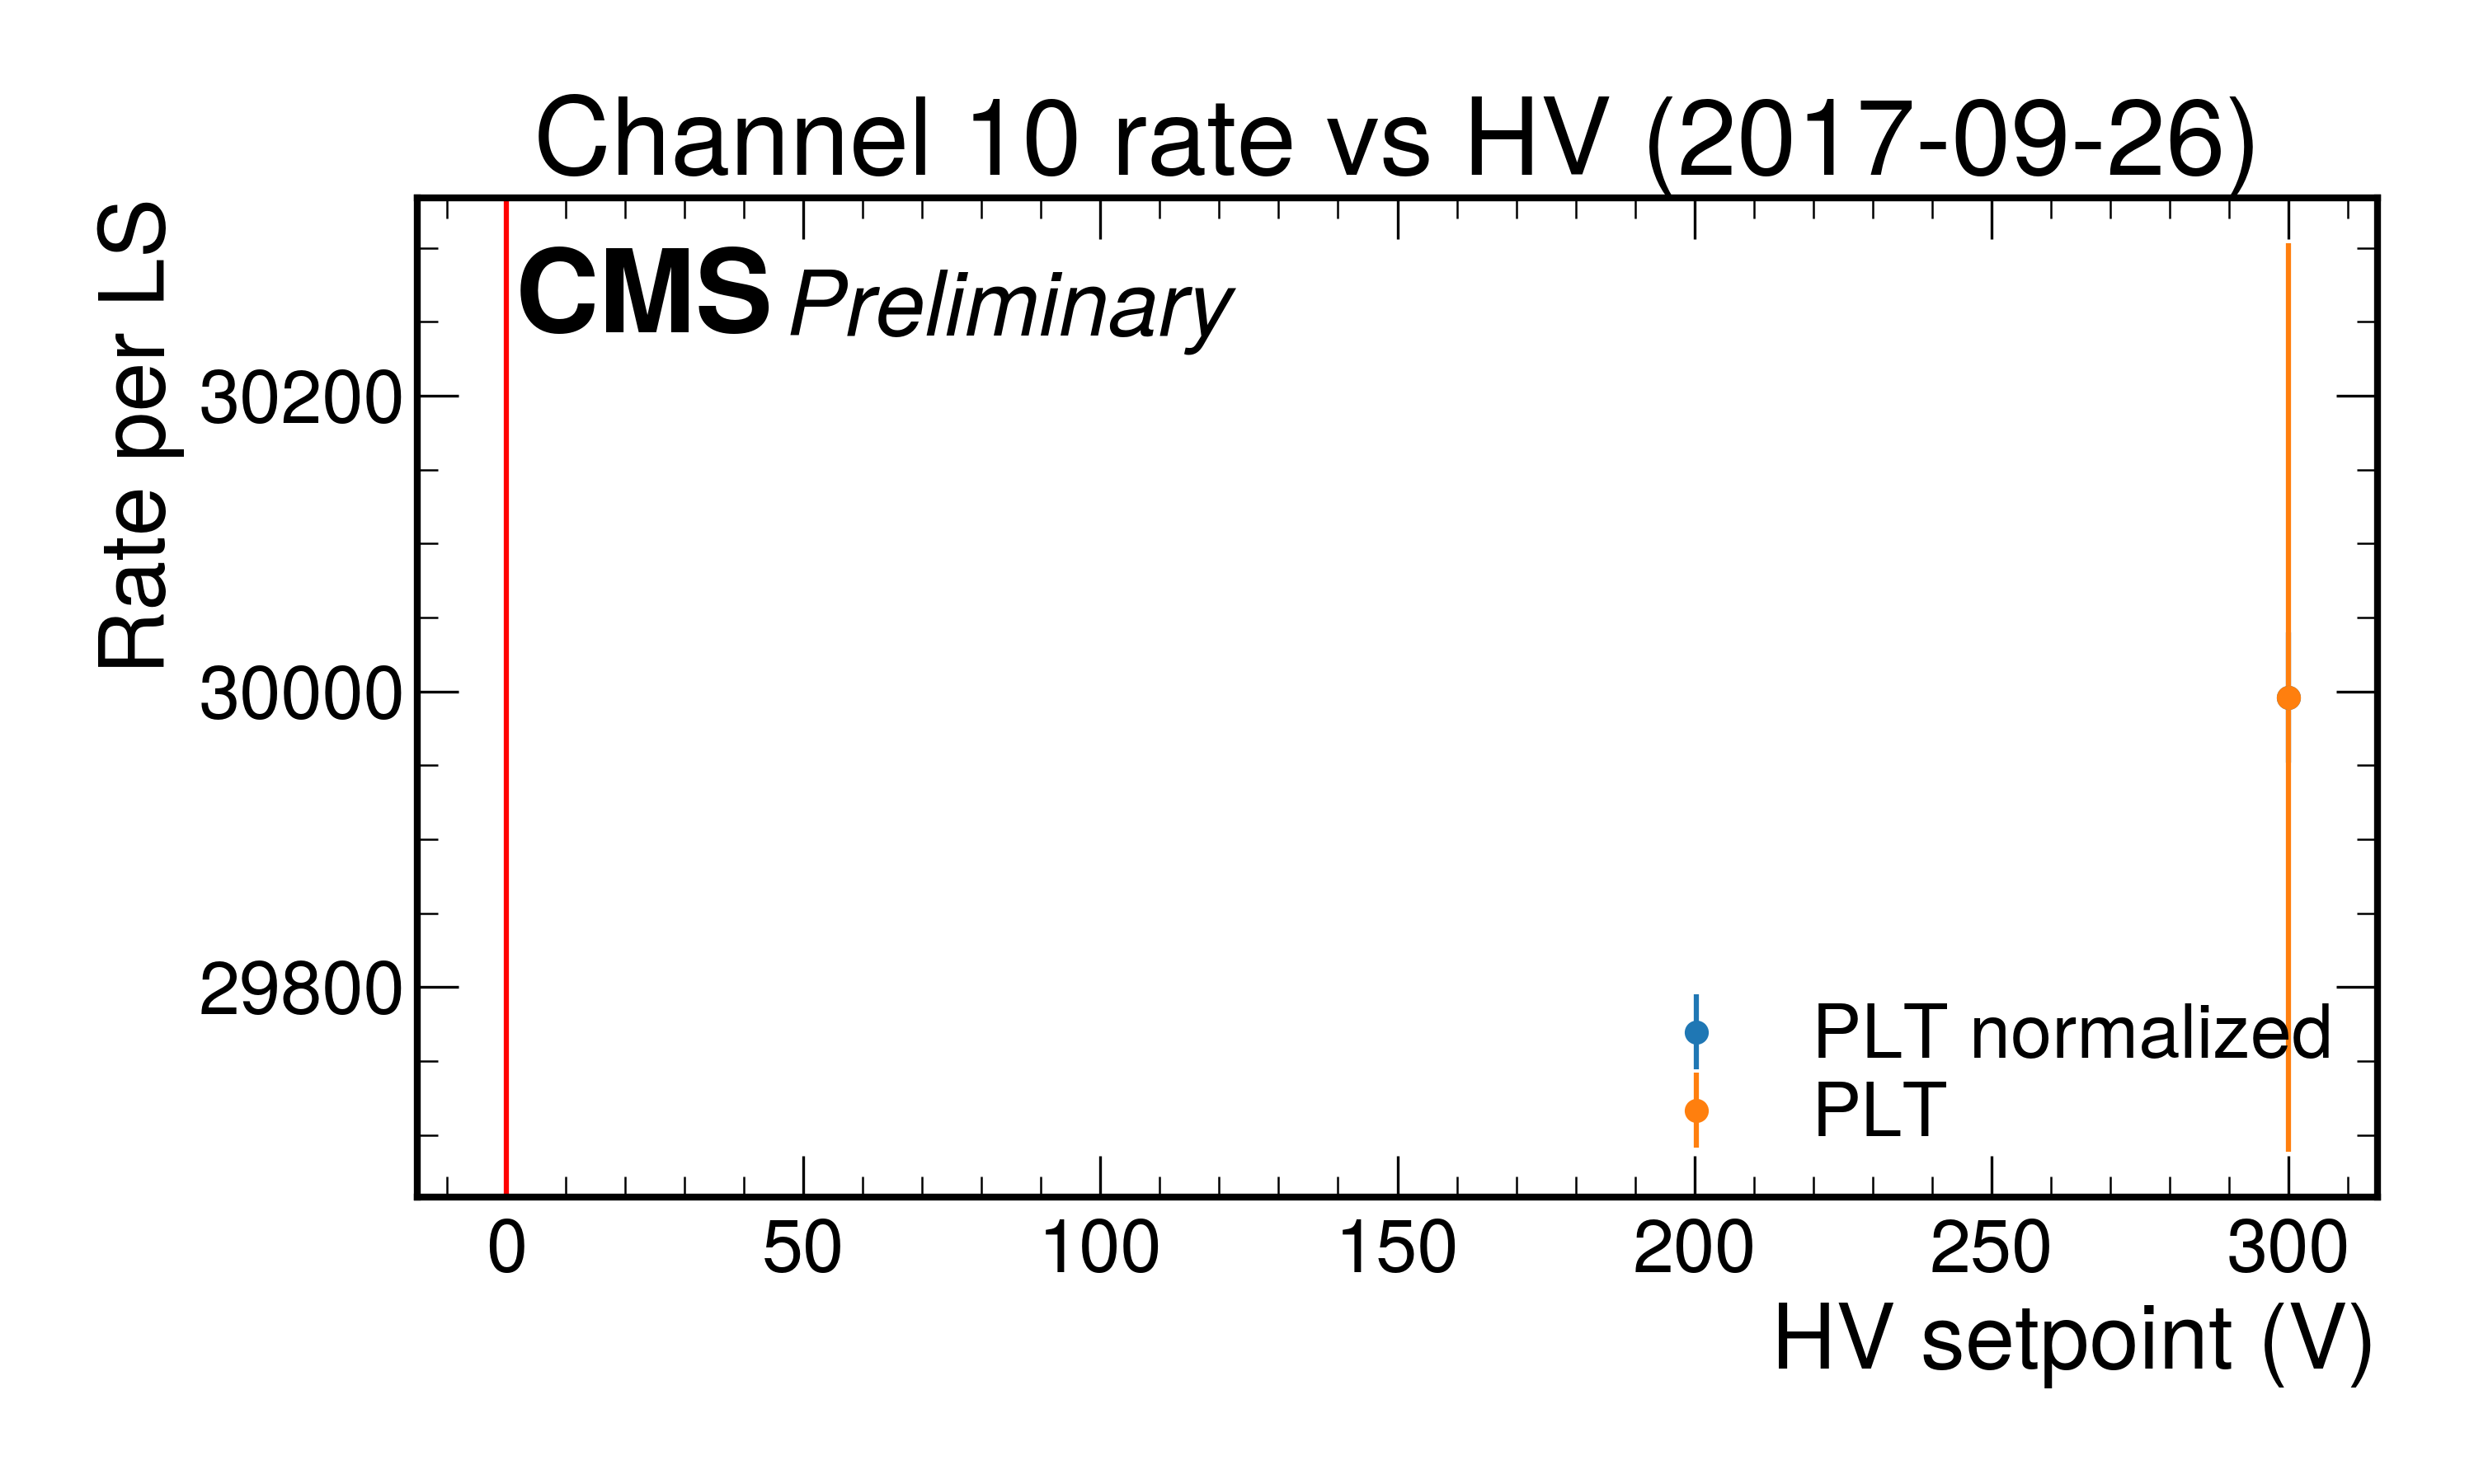 Channel 10 rate vs HV (2017-09-26)
CMS Preliminary
Rate per LS
30200
30000
29800
PLT normalized
PLT
0 50 100 150 200 250 300
HV setpoint (V)